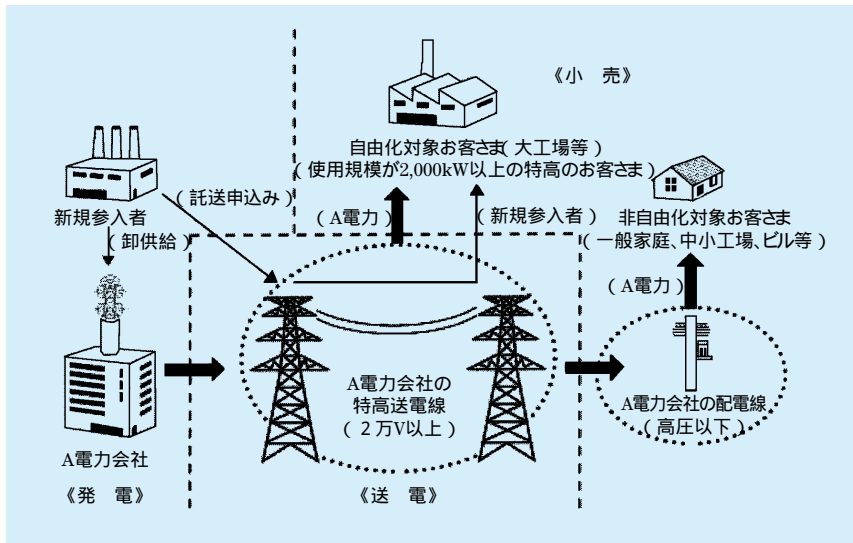 《小 売》
自由化対象お客さま(大工場等)
(使用規模が2,000kW以上の特高のお客さま)
新規参入者
(託送申込み)
(卸供給)
(A電力)
(新規参入者)
非自由化対象お客さま
(一般家庭、中小工場、ビル等)
(A電力)
A電力会社の
特高送電線
(2万V以上)
A電力会社の配電線
(高圧以下)
A電力会社
《発 電》
《送 電》